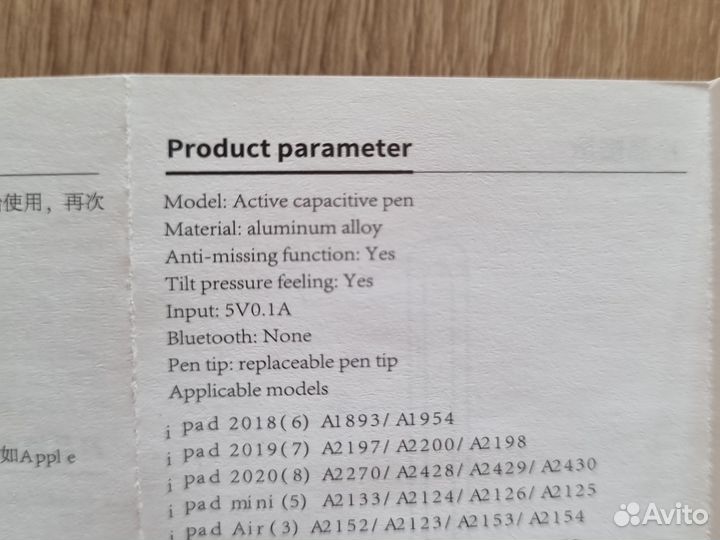 Product parameter
使用，再次
Model: Active capacitive pen
Material: aluminum alloy
Anti-missing function: Yes
Tilt pressure feeling: Yes
Input: 5V0.1A
Bluetooth: None
Pen tip: replaceable pen tip
Applicable models
i pad 2018(6) A1893/A1954
i pad 2019(7) A2197/A2200/A2198
i pad 2020(8) A2270/A2428/A2429/A2430
如Apple
i pad mini(5) A2133/A2124/A2126/A2125
i pad Air(3) A2152/A2123/A2153/A2154
Avito